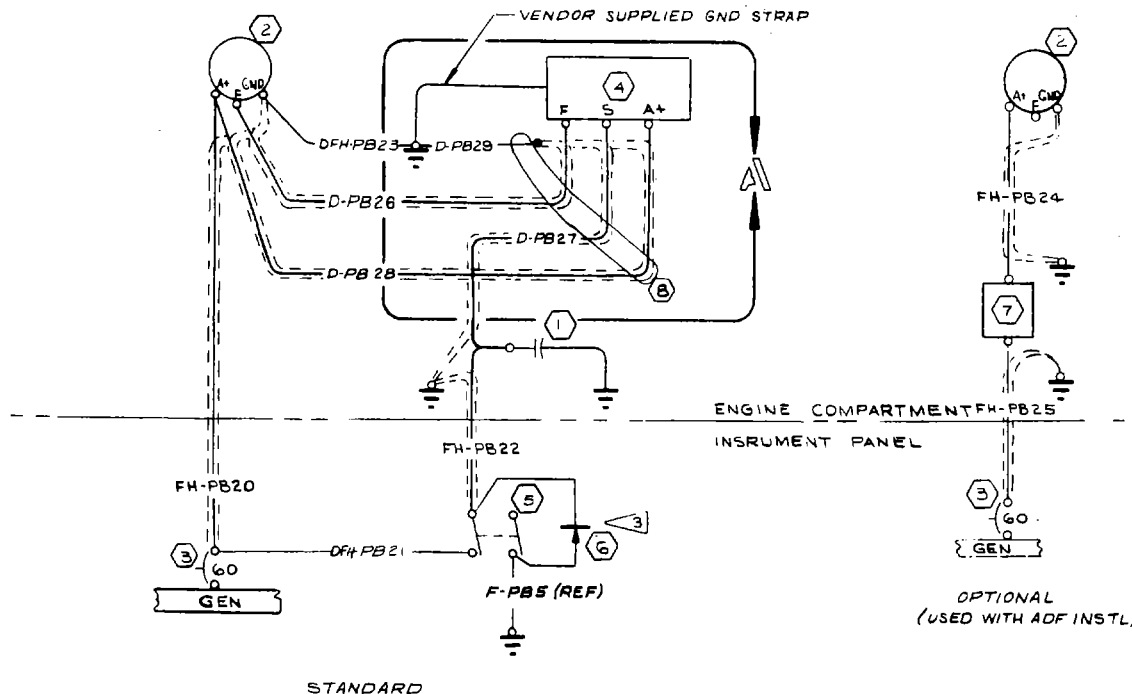 VENDOR SUPPLIED GND STRAP
2
A+
F
GND
4
F
S
A+
DFH-PB23
D-PB29
D-PB26
D-PB27
D-PB28
A
8
1
2
A+
F
GND
FH-PB24
7
ENGINE COMPARTMENT
FH-PB25
INSRUMENT PANEL
FH-PB22
FH-PB20
3
60
GEN
DFH-PB21
5
3
6
F-PB5 (REF)
3
60
GEN
OPTIONAL
(USED WITH ADF INSTL.
STANDARD